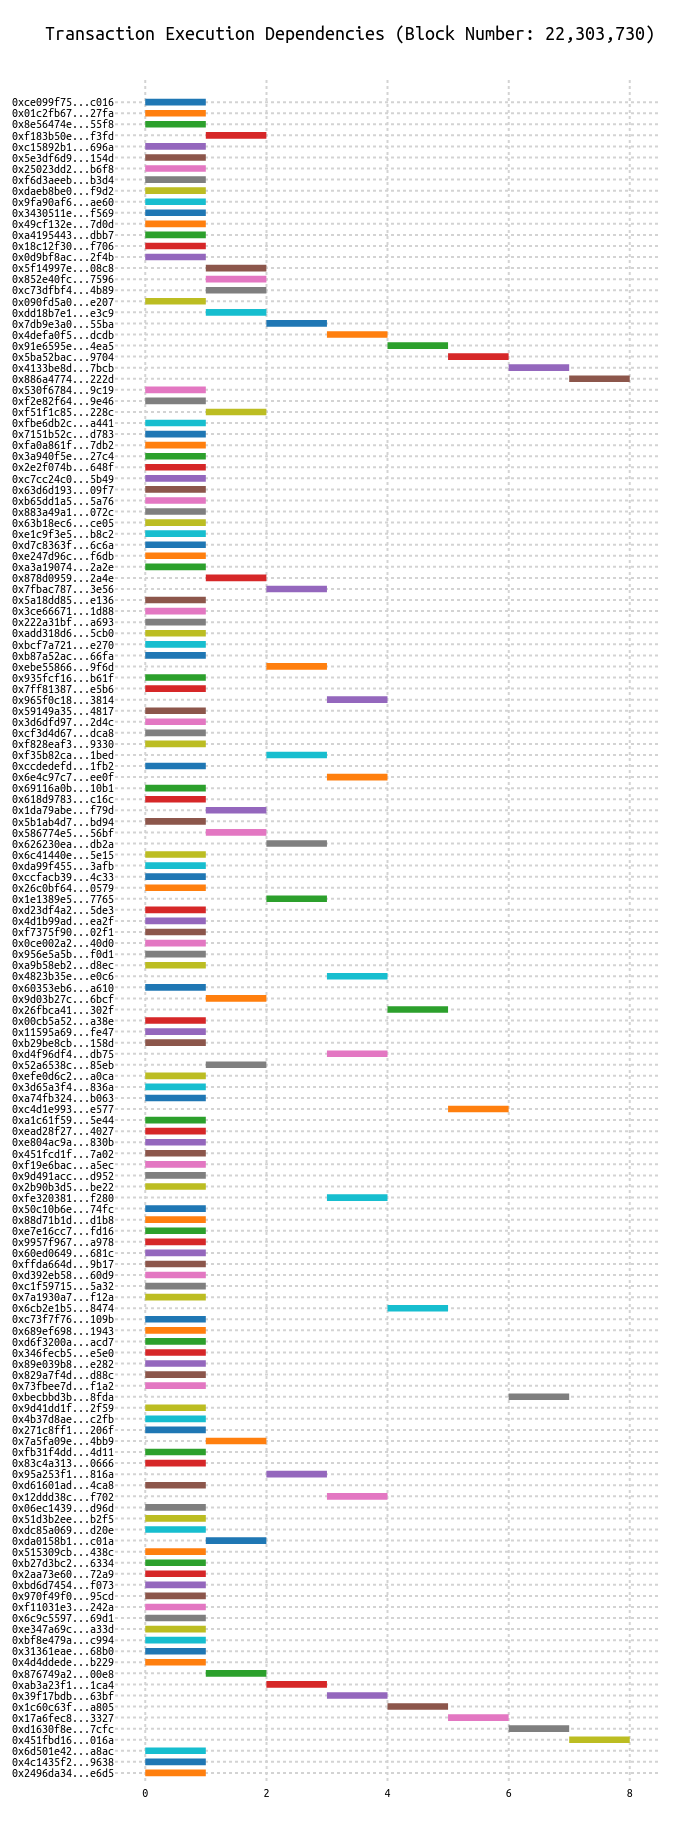 Transaction Execution Dependencies (Block Number: 22,303,730)
0xce099f75...c016
0x01c2fb67...27fa
0x8e56474e...55f8
0xf183b50e...f3fd
0xc15892b1...696a
0x5e3df6d9...154d
0x25023dd2...b6f8
0xf6d3aeeb...b3d4
0xdaeb8be0...f9d2
0x9fa90af6...ae60
0x3430511e...f569
0x49cf132e...7d0d
0xa4195443...dbb7
0x18c12f30...f706
0x0d9bf8ac...2f4b
0x5f14997e...08c8
0x852e40fc...7596
0xc73dfbf4...4b89
0x090fd5a0...e207
0xdd18b7e1...e3c9
0x7db9e3a0...55ba
0x4defa0f5...dcdb
0x91e6595e...4ea5
0x5ba52bac...9704
0x4133be8d...7bcb
0x886a4774...222d
0x530f6784...9c19
0xf2e82f64...9e46
0xf51f1c85...228c
0xfbe6db2c...a441
0x7151b52c...d783
0xfa0a861f...7db2
0x3a940f5e...27c4
0x2e2f074b...648f
0xc7cc24c0...5b49
0x63d6d193...09f7
0xb65dd1a5...5a76
0x883a49a1...072c
0x63b18ec6...ce05
0xe1c9f3e5...b8c2
0xd7c8363f...6c6a
0xe247d96c...f6db
0xa3a19074...2a2e
0x878d0959...2a4e
0x7fbac787...3e56
0x5a18dd85...e136
0x3ce66671...1d88
0x222a31bf...a693
0xadd318d6...5cb0
0xbcf7a721...e270
0xb87a52ac...66fa
0xebe55866...9f6d
0x935fcf16...b61f
0x7ff81387...e5b6
0x965f0c18...3814
0x59149a35...4817
0x3d6dfd97...2d4c
0xcf3d4d67...dca8
0xf828eaf3...9330
0xf35b82ca...1bed
0xccdedefd...1fb2
0x6e4c97c7...ee0f
0x69116a0b...10b1
0x618d9783...c16c
0x1da79abe...f79d
0x5b1ab4d7...bd94
0x586774e5...56bf
0x626230ea...db2a
0x6c41440e...5e15
0xda99f455...3afb
0xccfacb39...4c33
0x26c0bf64...0579
0x1e1389e5...7765
0xd23df4a2...5de3
0x4d1b99ad...ea2f
0xf7375f90...02f1
0x0ce002a2...40d0
0x956e5a5b...f0d1
0xa9b58eb2...d8ec
0x4823b35e...e0c6
0x60353eb6...a610
0x9d03b27c...6bcf
0x26fbca41...302f
0x00cb5a52...a38e
0x11595a69...fe47
0xb29be8cb...158d
0xd4f96df4...db75
0x52a6538c...85eb
0xefe0d6c2...a0ca
0x3d65a3f4...836a
0xa74fb324...b063
0xc4d1e993...e577
0xa1c61f59...5e44
0xead28f27...4027
0xe804ac9a...830b
0x451fcd1f...7a02
0xf19e6bac...a5ec
0x9d491acc...d952
0x2b90b3d5...be22
0xfe320381...f280
0x50c10b6e...74fc
0x88d71b1d...d1b8
0xe7e16cc7...fd16
0x9957f967...a978
0x60ed0649...681c
0xffda664d...9b17
0xd392eb58...60d9
0xc1f59715...5a32
0x7a1930a7...f12a
0x6cb2e1b5...8474
0xc73f7f76...109b
0x689ef698...1943
0xd6f3200a...acd7
0x346fecb5...e5e0
0x89e039b8...e282
0x829a7f4d...d88c
0x73fbee7d...f1a2
0xbecbbd3b...8fda
0x9d41dd1f...2f59
0x4b37d8ae...c2fb
0x271c8ff1...206f
0x7a5fa09e...4bb9
0xfb31f4dd...4d11
0x83c4a313...0666
0x95a253f1...816a
0xd61601ad...4ca8
0x12ddd38c...f702
0x06ec1439...d96d
0x51d3b2ee...b2f5
0xdc85a069...d20e
0xda0158b1...c01a
0x515309cb...438c
0xb27d3bc2...6334
0x2aa73e60...72a9
0xbd6d7454...f073
0x970f49f0...95cd
0xf11031e3...242a
0x6c9c5597...69d1
0xe347a69c...a33d
0xbf8e479a...c994
0x31361eae...68b0
0x4d4ddede...b229
0x876749a2...00e8
0xab3a23f1...1ca4
0x39f17bdb...63bf
0x1c60c63f...a805
0x17a6fec8...3327
0xd1630f8e...7cfc
0x451fbd16...016a
0x6d501e42...a8ac
0x4c1435f2...9638
0x2496da34...e6d5
0 2 4 6 8